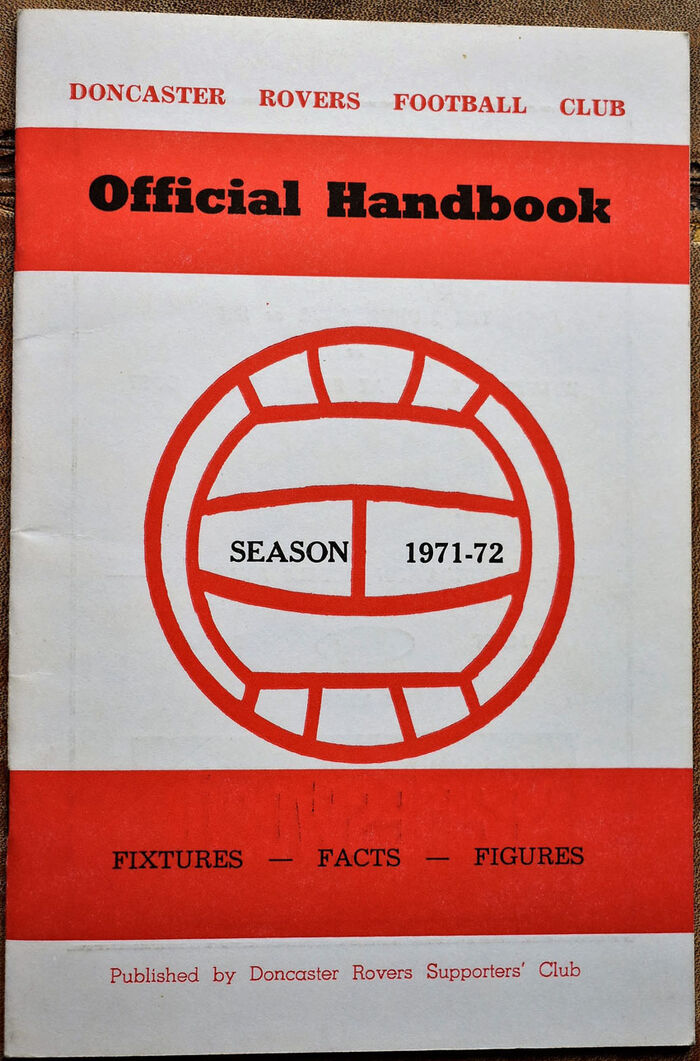 DONCASTER ROVERS FOOTBALL CLUB
Official Handbook
SEASON 1971-72
FIXTURES — FACTS — FIGURES
Published by Doncaster Rovers Supporters' Club